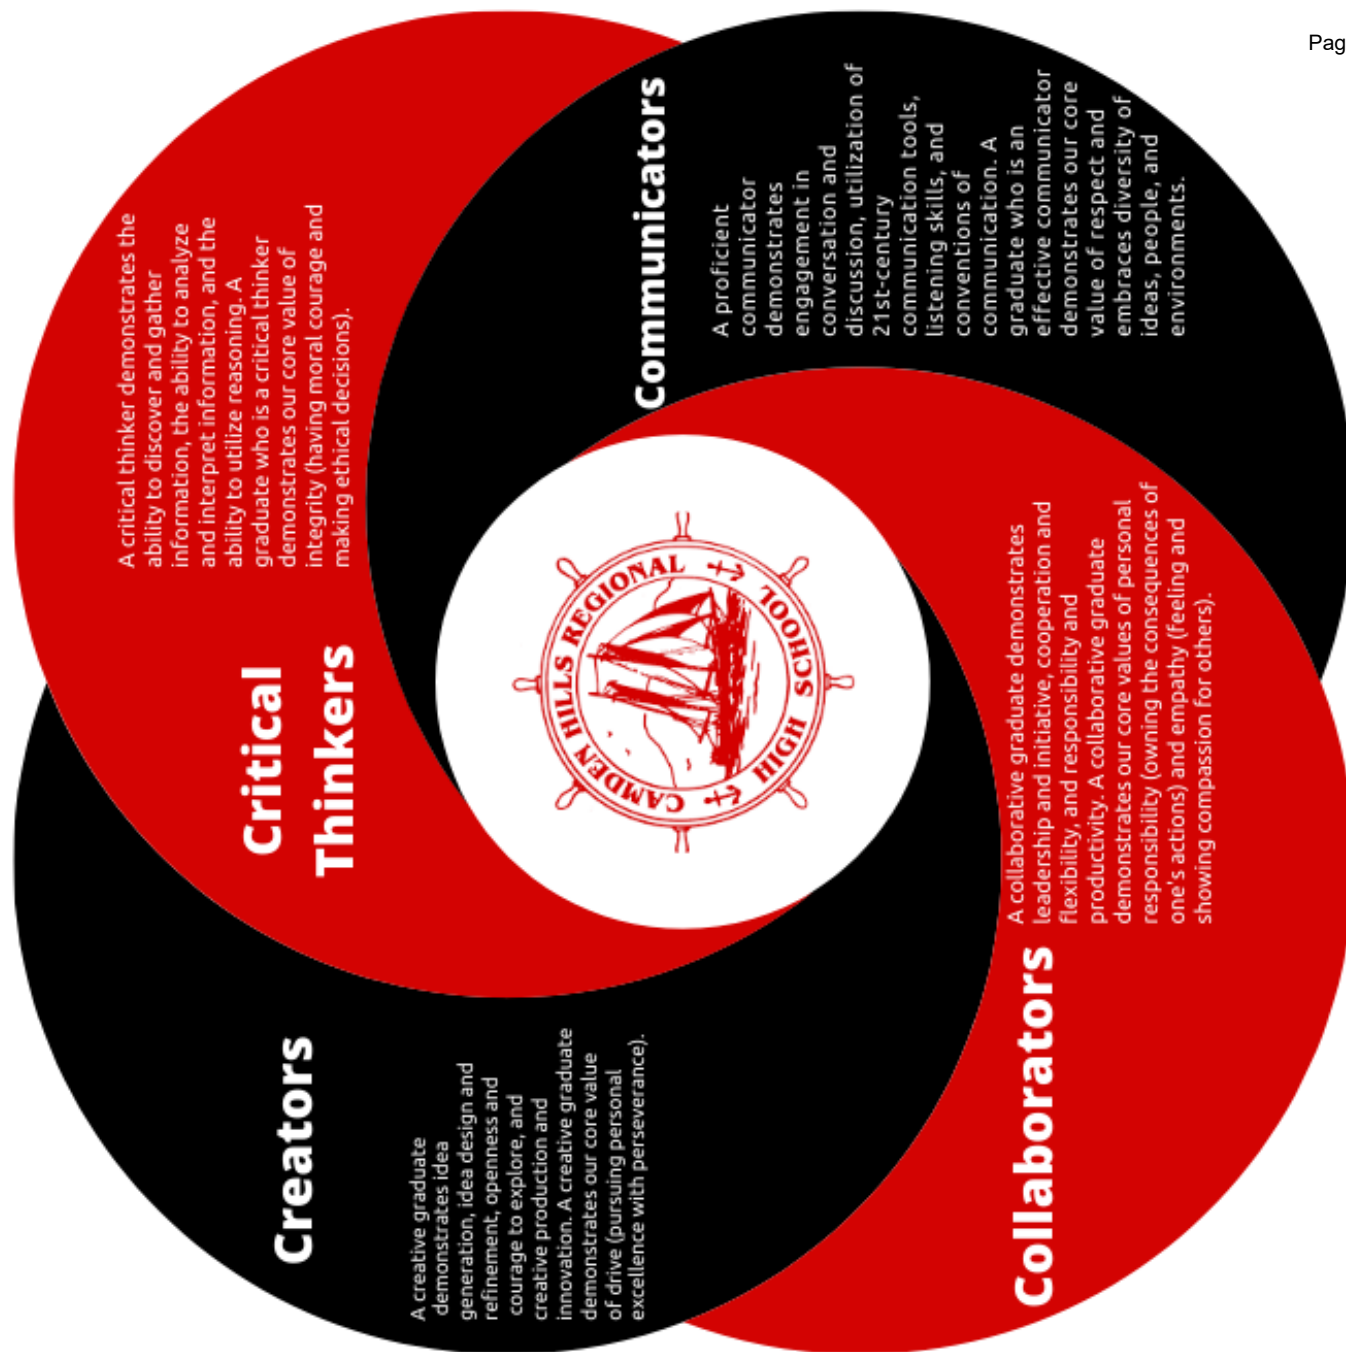 Pag
Critical
Thinkers
A critical thinker demonstrates the
ability to discover and gather
information, the ability to analyze
and interpret information, and the
ability to utilize reasoning. A
graduate who is a critical thinker
demonstrates our core value of
integrity (having moral courage and
making ethical decisions).
Communicators
A proficient
communicator
demonstrates
engagement in
conversation and
discussion, utilization of
21st-century
communication tools,
listening skills, and
conventions of
communication. A
graduate who is an
effective communicator
demonstrates our core
value of respect and
embraces diversity of
ideas, people, and
environments.
CAMDEN HILLS REGIONAL
HIGH SCHOOL
Creators
A creative graduate
demonstrates idea
generation, idea design and
refinement, openness and
courage to explore, and
creative production and
innovation. A creative graduate
demonstrates our core value
of drive (pursuing personal
excellence with perseverance).
Collaborators
A collaborative graduate demonstrates
leadership and initiative, cooperation and
flexibility, and responsibility and
productivity. A collaborative graduate
demonstrates our core values of personal
responsibility (owning the consequences of
one's actions) and empathy (feeling and
showing compassion for others).